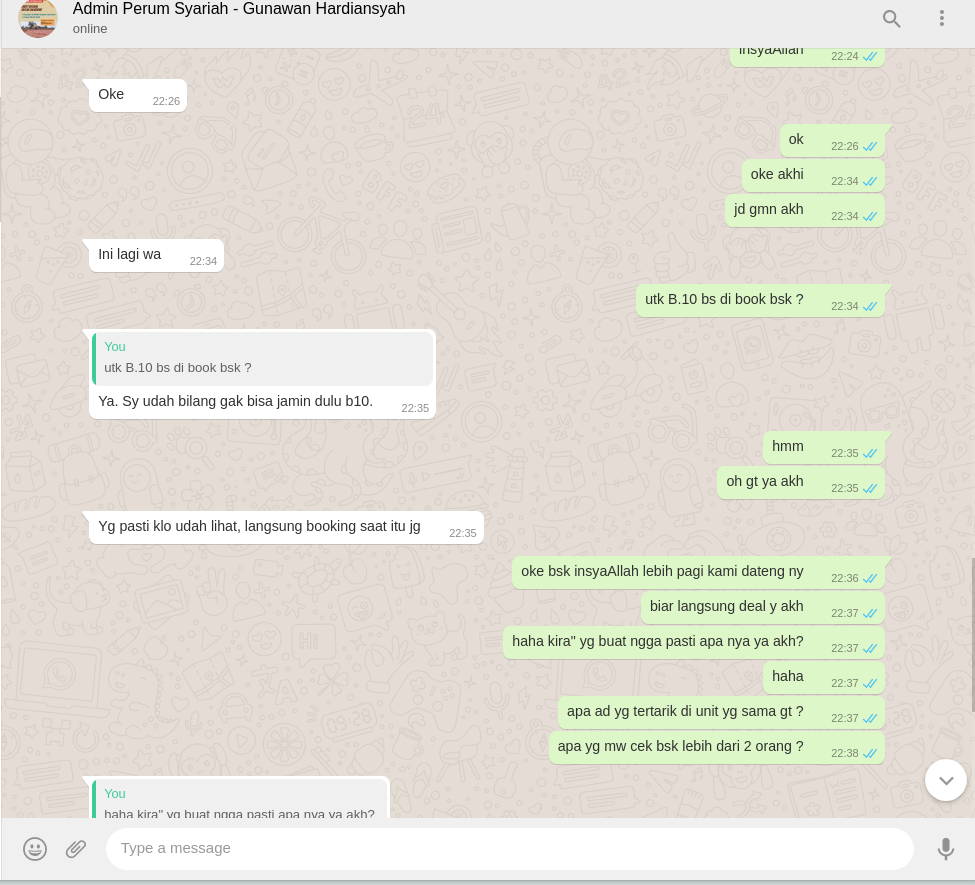 Admin Perum Syariah - Gunawan Hardiansyah
online
insyaAllah 22:24
Oke 22:26
ok 22:26
oke akhi 22:34
jd gmn akh 22:34
Ini lagi wa 22:34
utk B.10 bs di book bsk ? 22:34
You
utk B.10 bs di book bsk ?
Ya. Sy udah bilang gak bisa jamin dulu b10. 22:35
hmm 22:35
oh gt ya akh 22:35
Yg pasti klo udah lihat, langsung booking saat itu jg 22:35
oke bsk insyaAllah lebih pagi kami dateng ny 22:36
biar langsung deal y akh 22:37
haha kira" yg buat ngga pasti apa nya ya akh? 22:37
haha 22:37
apa ad yg tertarik di unit yg sama gt ? 22:37
apa yg mw cek bsk lebih dari 2 orang ? 22:38
You
haha kira" yg buat ngga pasti apa nya ya akh?
Type a message